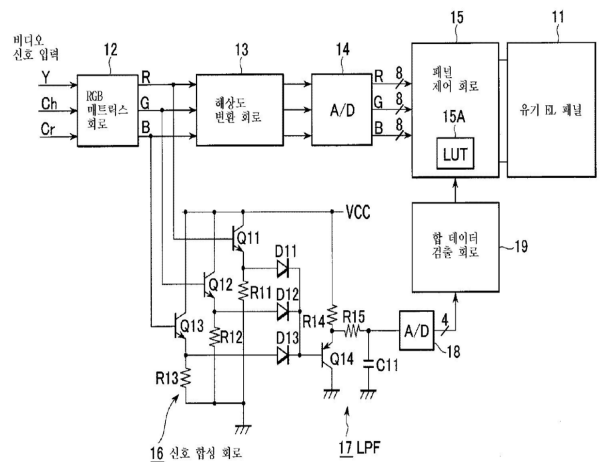 비디오
신호 입력
12
13
14
15
11
Y
Ch
Cr
RGB
메트릭스
회로
R
G
B
해상도
변환 회로
A/D
R 8
G 8
B 8
패널
제어 회로
15A
LUT
유기 EL 패널
VCC
Q11
D11
R11
Q12
D12
R12
Q13
D13
R13
R14
R15
Q14
C11
A/D
18
4
합 데이터
검출 회로
19
16 신호 합성 회로
17 LPF